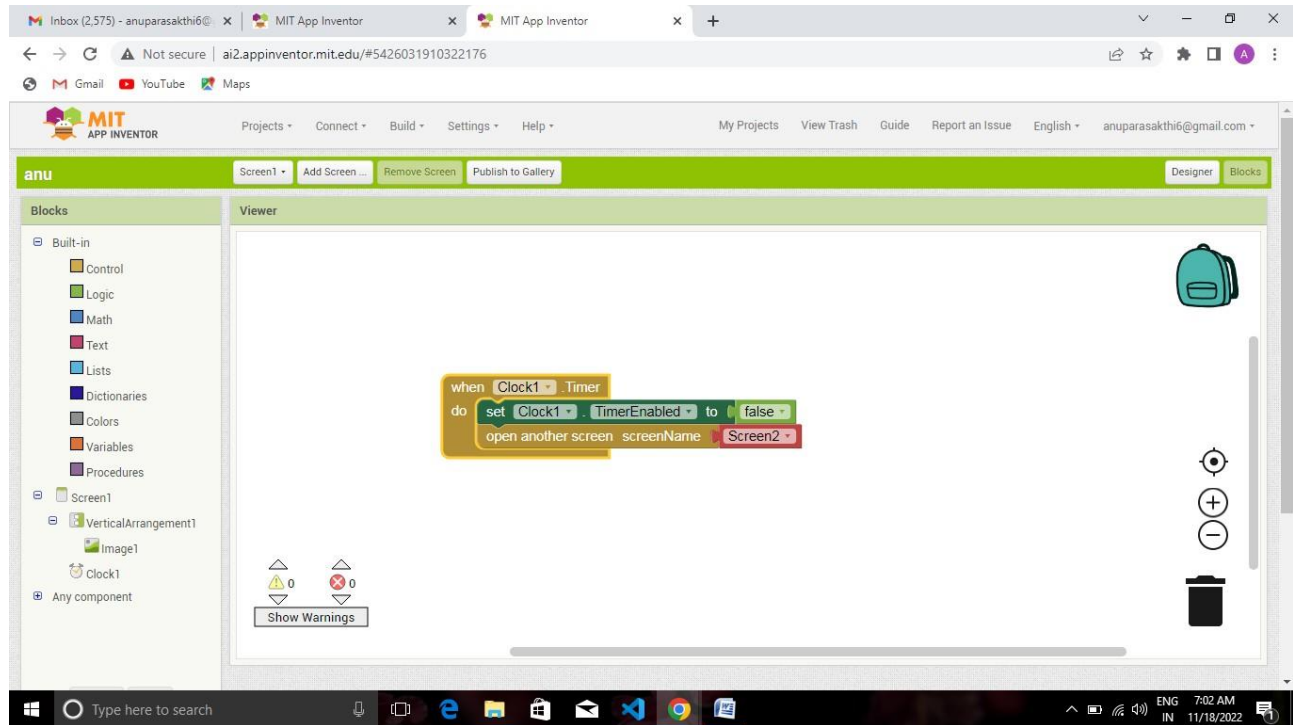 Inbox (2,575) - anuparasakthi6@
MIT App Inventor
MIT App Inventor
Not secure
ai2.appinventor.mit.edu/#5426031910322176
A
Gmail
YouTube
Maps
MIT
APP INVENTOR
Projects
Connect
Build
Settings
Help
My Projects
View Trash
Guide
Report an Issue
English
anuparasakthi6@gmail.com
anu
Screen1
Add Screen ...
Remove Screen
Publish to Gallery
Designer
Blocks
Blocks
Viewer
Built-in
Control
Logic
Math
Text
Lists
Dictionaries
Colors
Variables
Procedures
Screen1
VerticalArrangement1
Image1
Clock1
Any component
when Clock1 .Timer
do set Clock1 . TimerEnabled to false
open another screen screenName Screen2
0
0
Show Warnings
Type here to search
ENG
IN
7:02 AM
11/18/2022